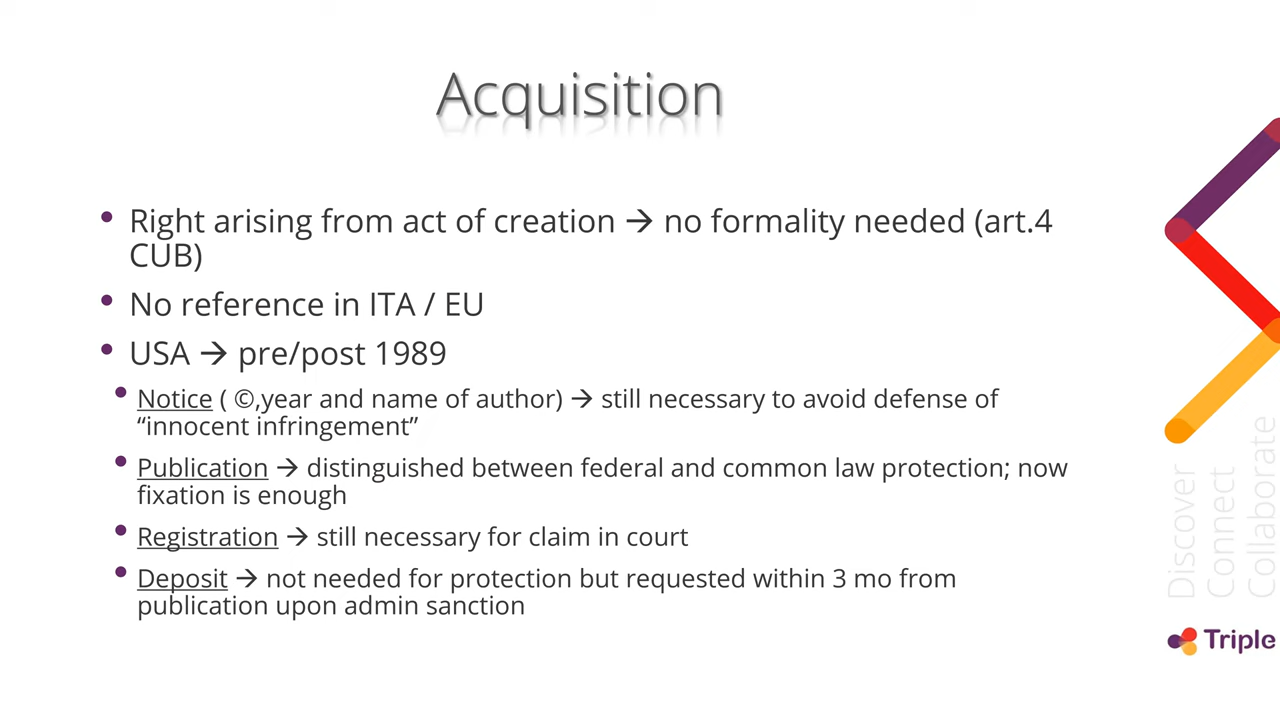 Acquisition
• Right arising from act of creation → no formality needed (art.4
CUB)
• No reference in ITA / EU
• USA → pre/post 1989
• Notice ( ©,year and name of author) → still necessary to avoid defense of
“innocent infringement”
• Publication → distinguished between federal and common law protection; now
fixation is enough
• Registration → still necessary for claim in court
• Deposit → not needed for protection but requested within 3 mo from
publication upon admin sanction
Discover
Connect
Collaborate
Triple